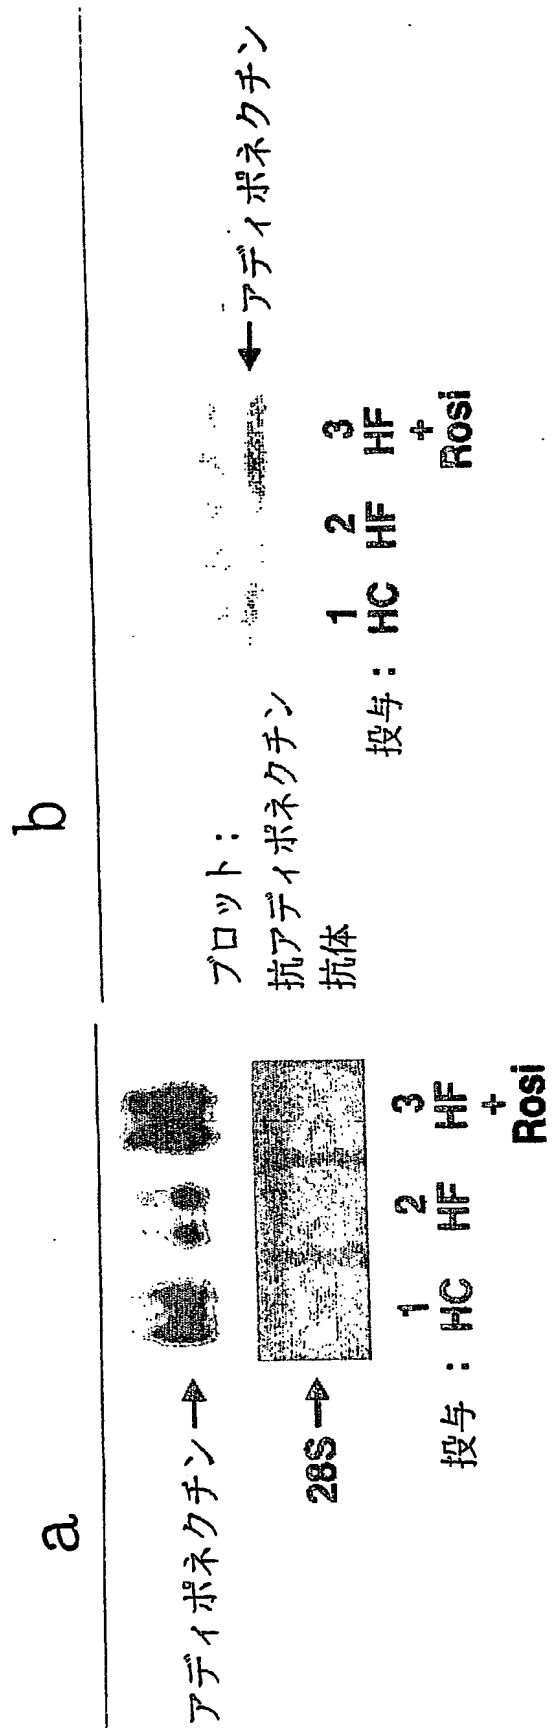 a
アディポネクチン→
28S→
1 2 3
投与： HC HF HF
+
Rosi
b
ブロット：
抗アディポネクチン
抗体
←アディポネクチン
1 2 3
投与： HC HF HF
+
Rosi